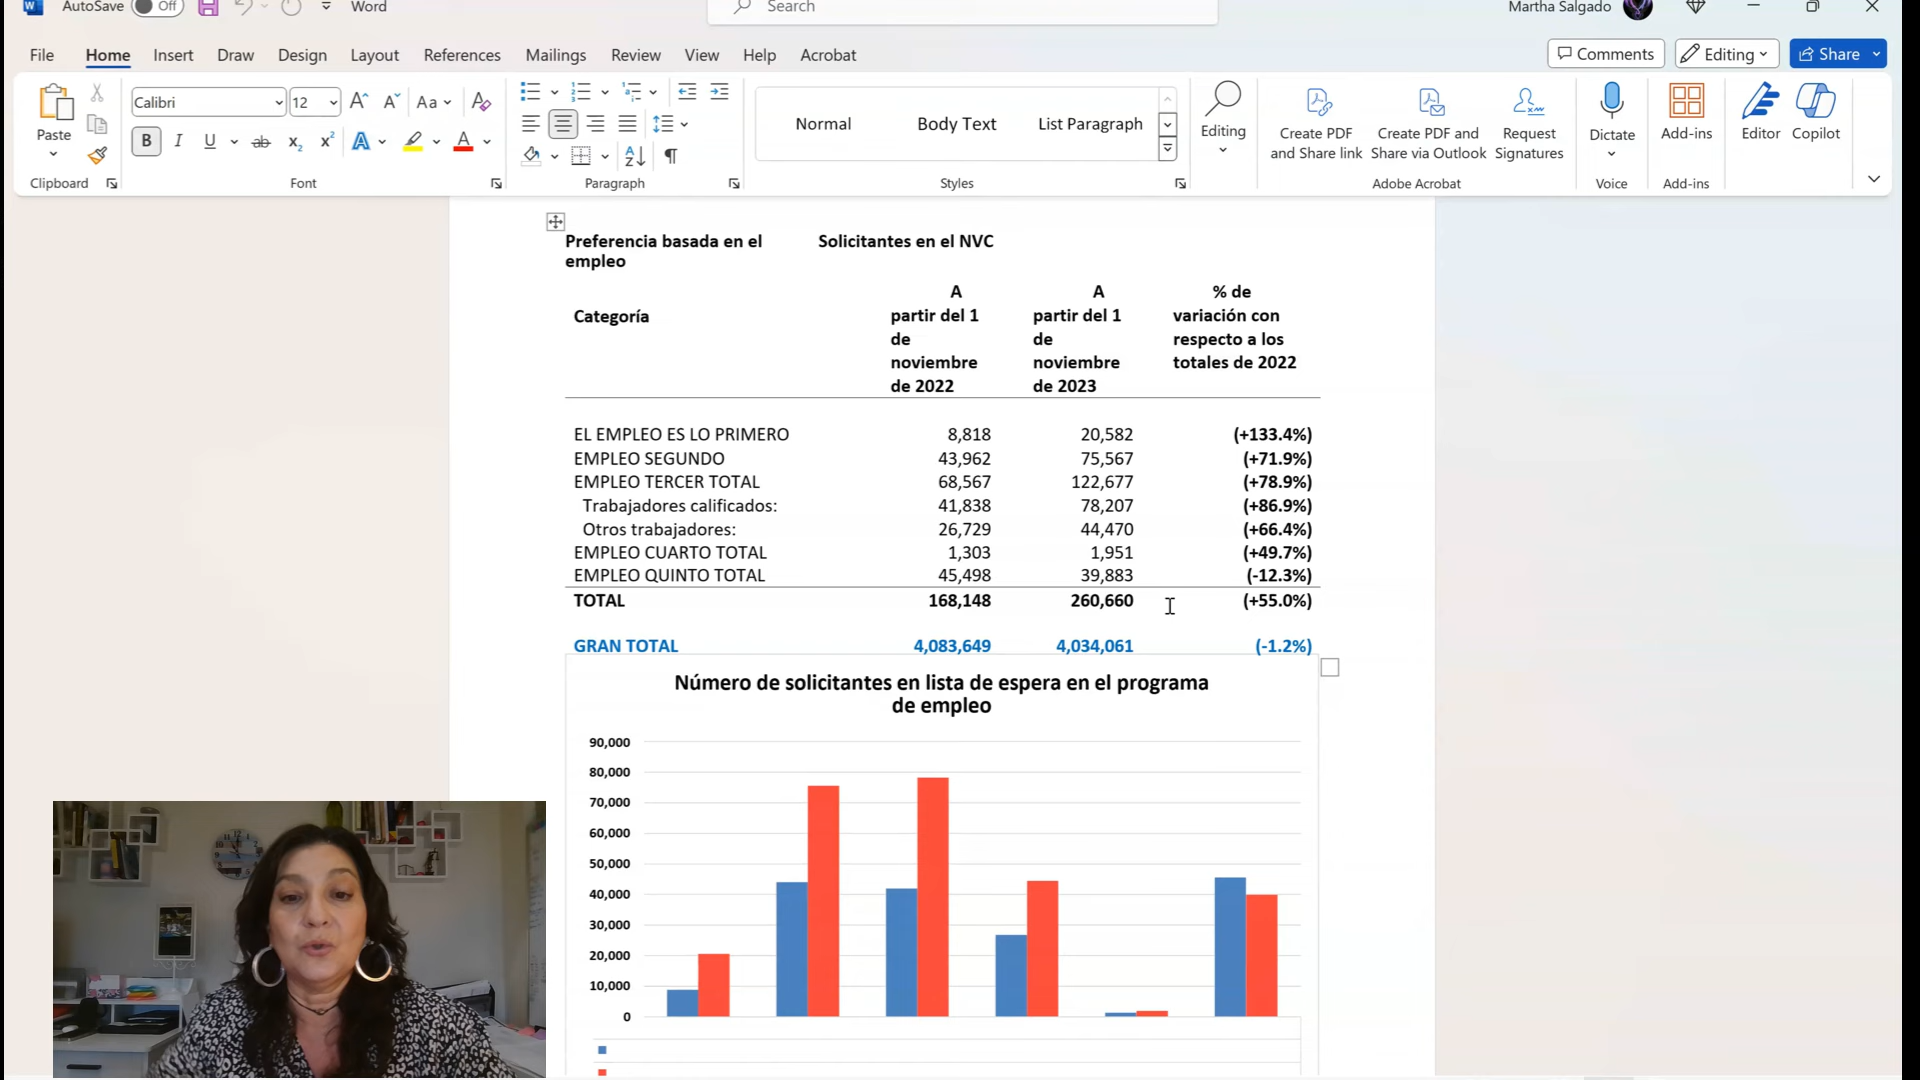 AutoSave Off Word Search Martha Salgado
File Home Insert Draw Design Layout References Mailings Review View Help Acrobat Comments Editing Share
Calibri 12
Paste
Normal Body Text List Paragraph
Editing
Create PDF and Share link
Create PDF and Share via Outlook
Request Signatures
Dictate
Add-ins
Editor
Copilot
Clipboard Font Paragraph Styles Adobe Acrobat Voice Add-ins
Preferencia basada en el
empleo
Solicitantes en el NVC
Categoría
A
partir del 1
de
noviembre
de 2022
A
partir del 1
de
noviembre
de 2023
% de
variación con
respecto a los
totales de 2022
EL EMPLEO ES LO PRIMERO 8,818 20,582 (+133.4%)
EMPLEO SEGUNDO 43,962 75,567 (+71.9%)
EMPLEO TERCER TOTAL 68,567 122,677 (+78.9%)
Trabajadores calificados: 41,838 78,207 (+86.9%)
Otros trabajadores: 26,729 44,470 (+66.4%)
EMPLEO CUARTO TOTAL 1,303 1,951 (+49.7%)
EMPLEO QUINTO TOTAL 45,498 39,883 (-12.3%)
TOTAL 168,148 260,660 (+55.0%)
GRAN TOTAL 4,083,649 4,034,061 (-1.2%)
Número de solicitantes en lista de espera en el programa
de empleo
90,000
80,000
70,000
60,000
50,000
40,000
30,000
20,000
10,000
0